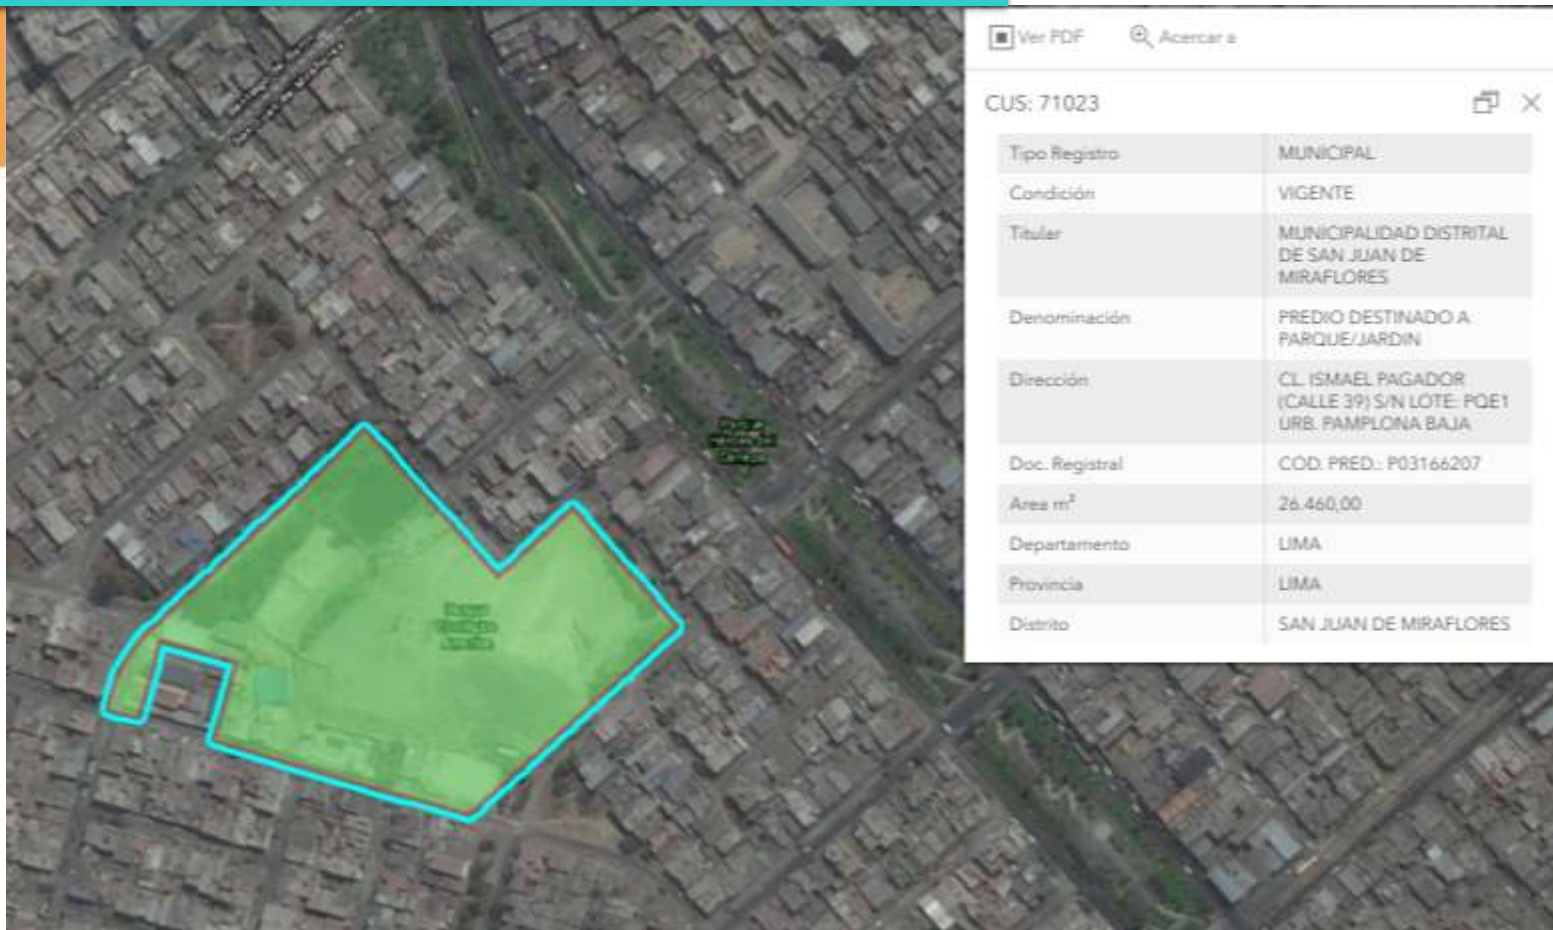 Ver PDF Acercar a
CUS: 71023
Tipo Registro MUNICIPAL
Condición VIGENTE
Titular MUNICIPALIDAD DISTRITAL
DE SAN JUAN DE
MIRAFLORES
Denominación PREDIO DESTINADO A
PARQUE/JARDIN
Dirección CL. ISMAEL PAGADOR
(CALLE 39) S/N LOTE: PQE1
URB. PAMPLONA BAJA
Doc. Registral COD. PRED.: P03166207
Area m² 26.460,00
Departamento LIMA
Provincia LIMA
Distrito SAN JUAN DE MIRAFLORES